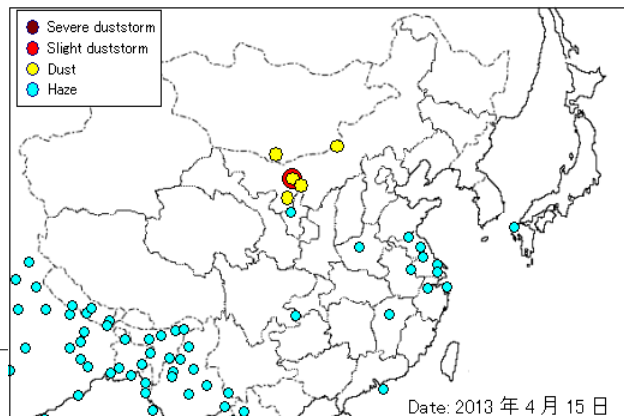 Severe duststorm
Slight duststorm
Dust
Haze
Date: 2013 年 4 月 15 日